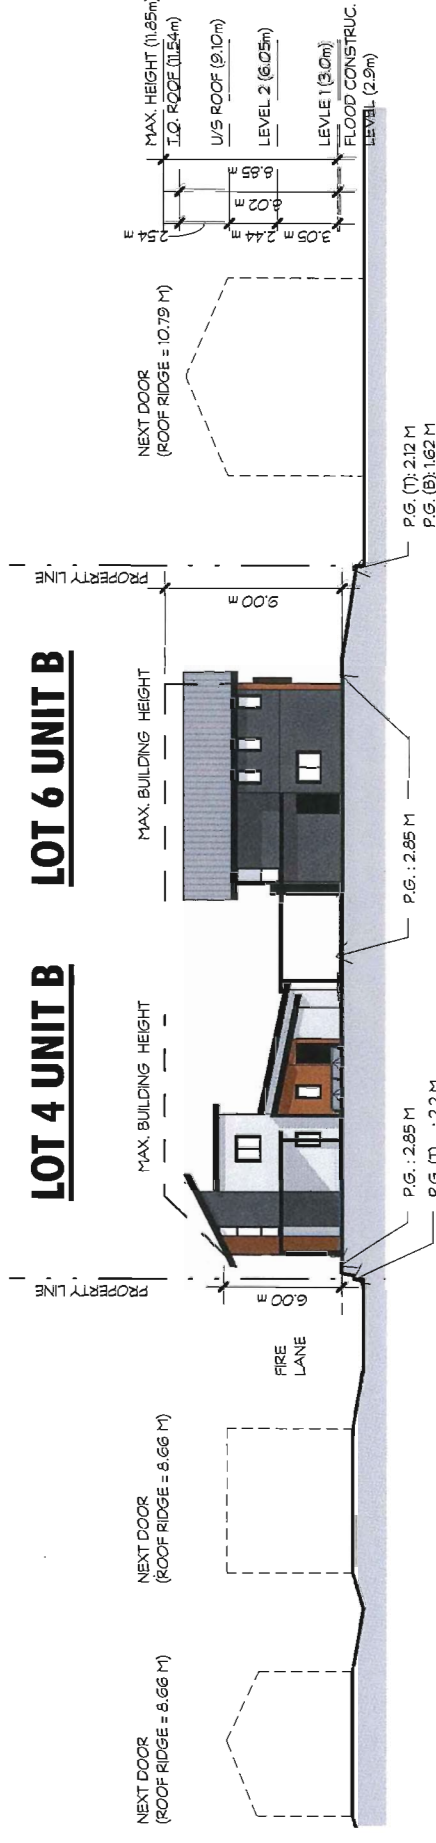 LOT 4 UNIT B
LOT 6 UNIT B
NEXT DOOR
(ROOF RIDGE = 8.66 M)
NEXT DOOR
(ROOF RIDGE = 8.66 M)
FIRE
LANE
PROPERTY LINE
6.00 m
MAX. BUILDING HEIGHT
MAX. BUILDING HEIGHT
PROPERTY LINE
9.00 m
NEXT DOOR
(ROOF RIDGE = 10.79 M)
2.54 m
2.44 m
3.05 m
8.02 m
8.85 m
MAX. HEIGHT (11.85m)
T.O. ROOF (11.54m)
U/S ROOF (9.10m)
LEVEL 2 (6.05m)
LEVLE 1 (3.0m)
FLOOD CONSTRUC.
LEVEL (2.9m)
P.G. : 2.85 M
P.G. (T) : 2.2 M
P.G. : 2.85 M
P.G. (T): 2.12 M
P.G. (B): 1.62 M